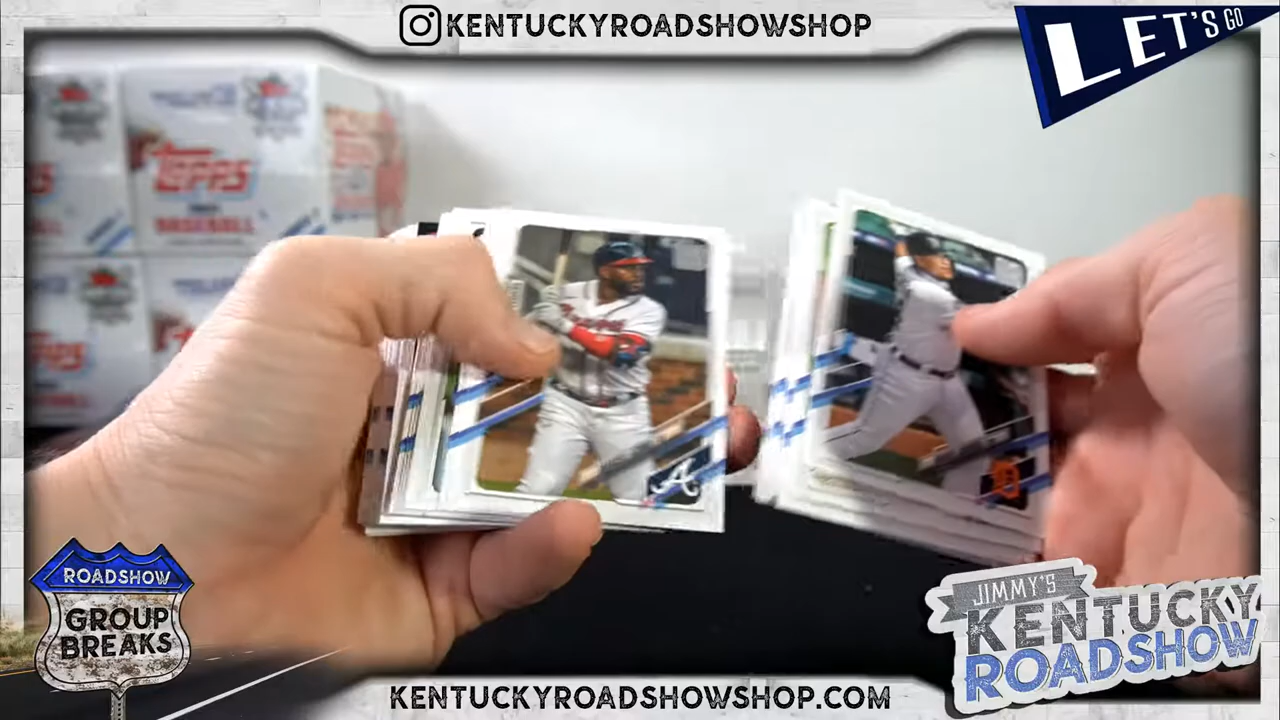 KENTUCKYROADSHOWSHOP
LET'S GO
TOPPS
BASEBALL
ROADSHOW
GROUP
BREAKS
JIMMY'S
KENTUCKY
ROADSHOW
KENTUCKYROADSHOWSHOP.COM